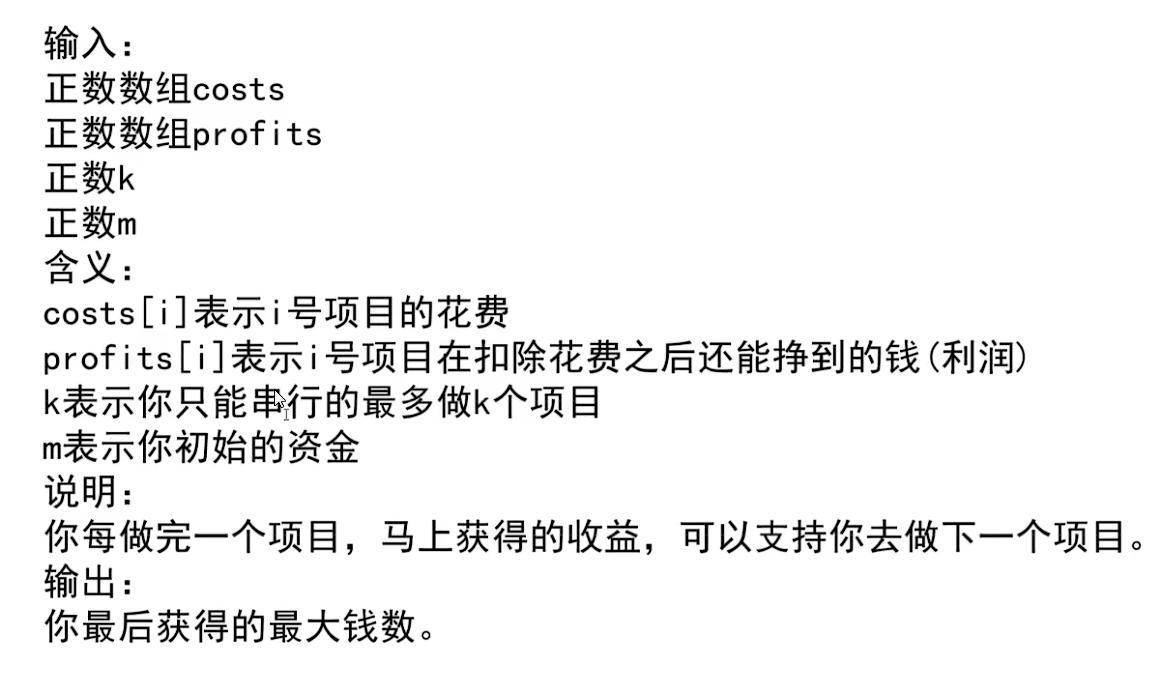 输入：
正数数组costs
正数数组profits
正数k
正数m
含义：
costs[i]表示i号项目的花费
profits[i]表示i号项目在扣除花费之后还能挣到的钱(利润)
k表示你只能串行的最多做k个项目
m表示你初始的资金
说明：
你每做完一个项目，马上获得的收益，可以支持你去做下一个项目。
输出：
你最后获得的最大钱数。